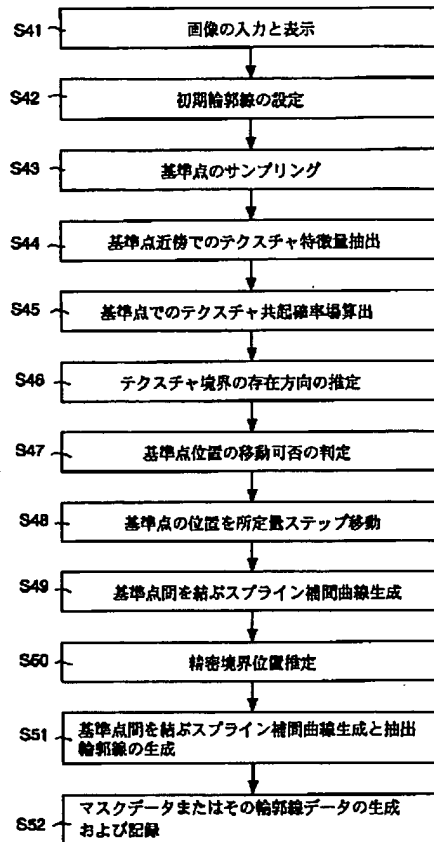 S41 画像の入力と表示
S42 初期輪郭線の設定
S43 基準点のサンプリング
S44 基準点近傍でのテクスチャ特徴量抽出
S45 基準点でのテクスチャ共起確率場算出
S46 テクスチャ境界の存在方向の推定
S47 基準点位置の移動可否の判定
S48 基準点の位置を所定量ステップ移動
S49 基準点間を結ぶスプライン補間曲線生成
S50 精密境界位置推定
S51 基準点間を結ぶスプライン補間曲線生成と抽出
輪郭線の生成
S52 マスクデータまたはその輪郭線データの生成
および記録